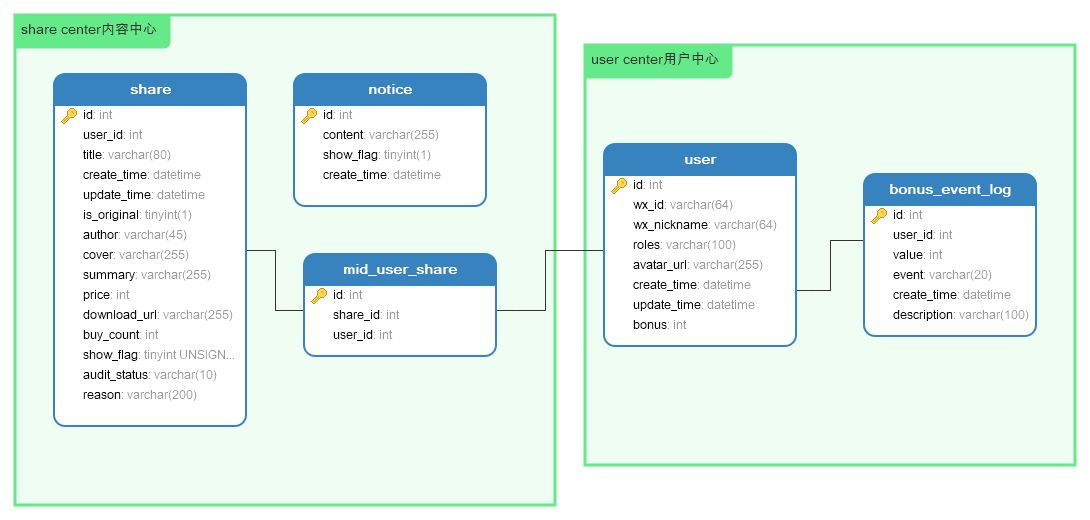 share center内容中心
share
id: int
user_id: int
title: varchar(80)
create_time: datetime
update_time: datetime
is_original: tinyint(1)
author: varchar(45)
cover: varchar(255)
summary: varchar(255)
price: int
download_url: varchar(255)
buy_count: int
show_flag: tinyint UNSIGN...
audit_status: varchar(10)
reason: varchar(200)
notice
id: int
content: varchar(255)
show_flag: tinyint(1)
create_time: datetime
mid_user_share
id: int
share_id: int
user_id: int
user center用户中心
user
id: int
wx_id: varchar(64)
wx_nickname: varchar(64)
roles: varchar(100)
avatar_url: varchar(255)
create_time: datetime
update_time: datetime
bonus: int
bonus_event_log
id: int
user_id: int
value: int
event: varchar(20)
create_time: datetime
description: varchar(100)